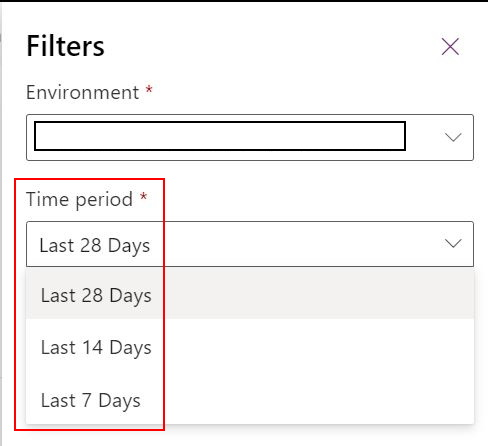 Filters
Environment *
Time period *
Last 28 Days
Last 28 Days
Last 14 Days
Last 7 Days